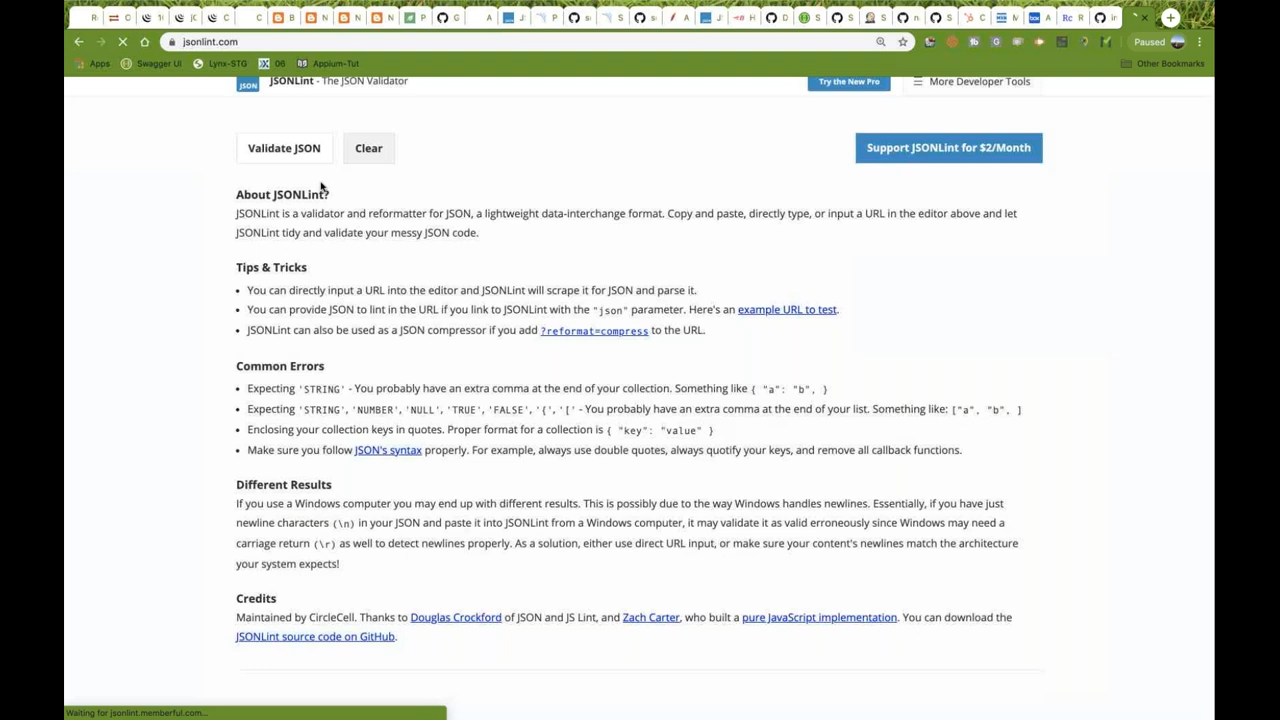 jsonlint.com
Paused
Apps
Swagger UI
Lynx-STG
06
Appium-Tut
Other Bookmarks
JSON
JSONLint - The JSON Validator
Try the New Pro
More Developer Tools
Validate JSON
Clear
Support JSONLint for $2/Month
About JSONLint?
JSONLint is a validator and reformatter for JSON, a lightweight data-interchange format. Copy and paste, directly type, or input a URL in the editor above and let
JSONLint tidy and validate your messy JSON code.
Tips & Tricks
• You can directly input a URL into the editor and JSONLint will scrape it for JSON and parse it.
• You can provide JSON to lint in the URL if you link to JSONLint with the "json" parameter. Here's an example URL to test.
• JSONLint can also be used as a JSON compressor if you add ?reformat=compress to the URL.
Common Errors
• Expecting 'STRING' - You probably have an extra comma at the end of your collection. Something like { "a": "b", }
• Expecting 'STRING', 'NUMBER', 'NULL', 'TRUE', 'FALSE', '{', '[' - You probably have an extra comma at the end of your list. Something like: ["a", "b", ]
• Enclosing your collection keys in quotes. Proper format for a collection is { "key": "value" }
• Make sure you follow JSON's syntax properly. For example, always use double quotes, always quotify your keys, and remove all callback functions.
Different Results
If you use a Windows computer you may end up with different results. This is possibly due to the way Windows handles newlines. Essentially, if you have just
newline characters (\n) in your JSON and paste it into JSONLint from a Windows computer, it may validate it as valid erroneously since Windows may need a
carriage return (\r) as well to detect newlines properly. As a solution, either use direct URL input, or make sure your content's newlines match the architecture
your system expects!
Credits
Maintained by CircleCell. Thanks to Douglas Crockford of JSON and JS Lint, and Zach Carter, who built a pure JavaScript implementation. You can download the
JSONLint source code on GitHub.
Waiting for jsonlint.memberful.com...